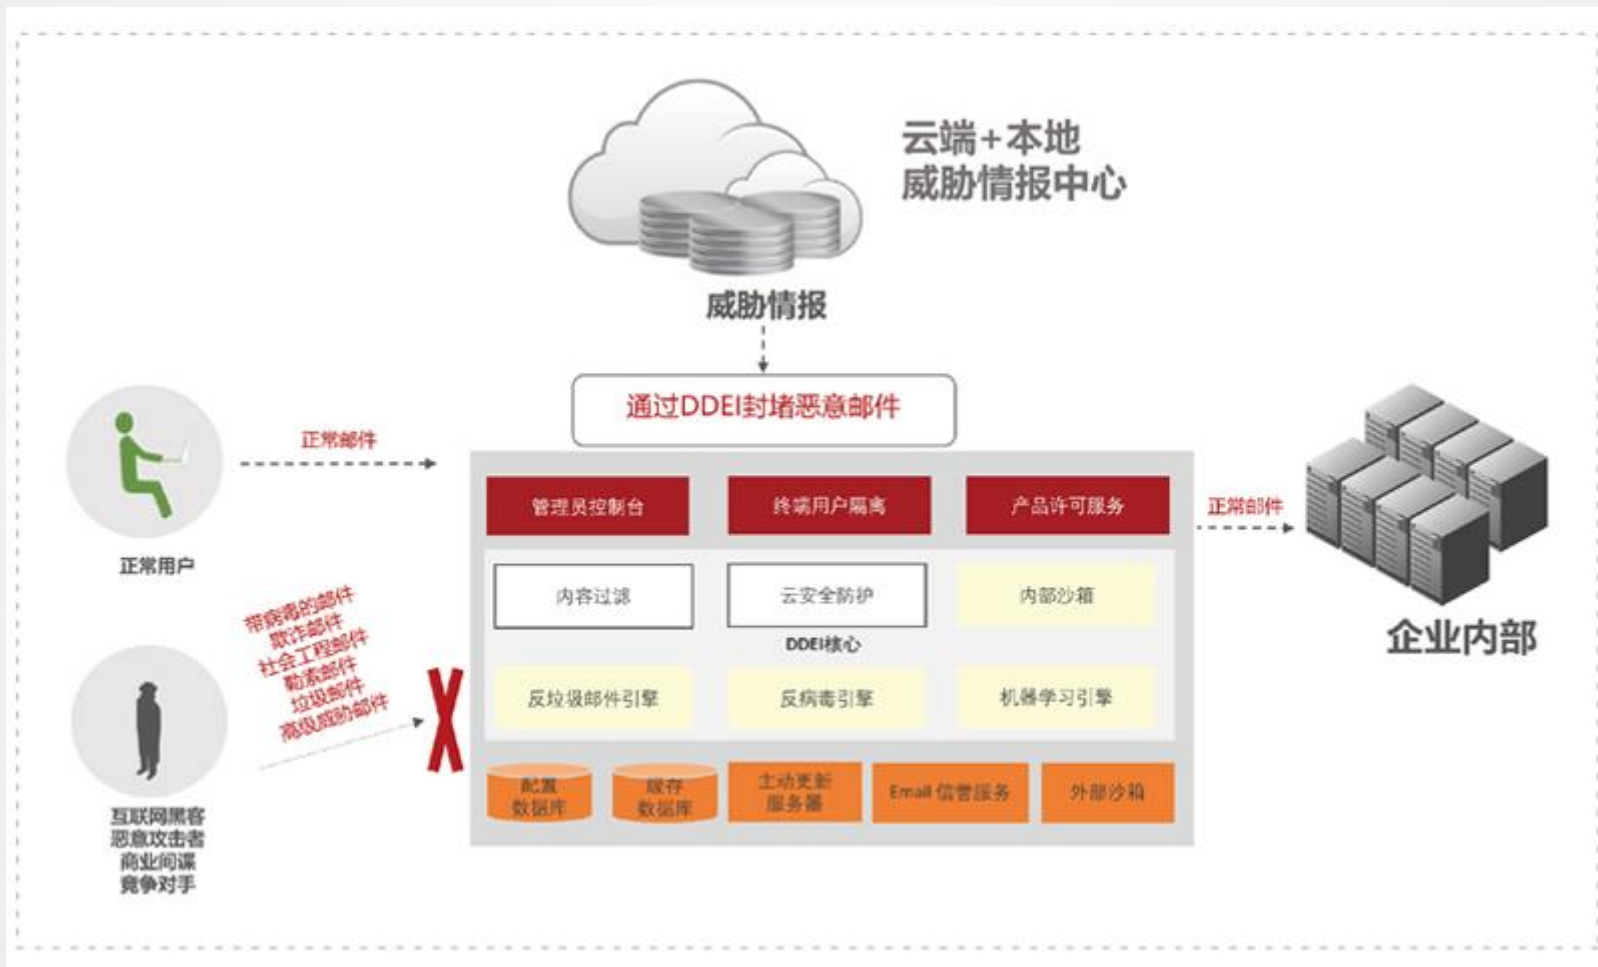 云端+本地
威胁情报中心
威胁情报
通过DDEI封堵恶意邮件
正常邮件
正常用户
管理员控制台
终端用户隔离
产品许可服务
正常邮件
内容过滤
云安全防护
内部沙箱
DDEI核心
企业内部
带病毒的邮件
欺诈邮件
社会工程邮件
勒索邮件
垃圾邮件
高级威胁邮件
反垃圾邮件引擎
反病毒引擎
机器学习引擎
配置
数据库
缓存
数据库
主动更新
服务器
Email 信誉服务
外部沙箱
互联网黑客
恶意攻击者
商业间谍
竞争对手